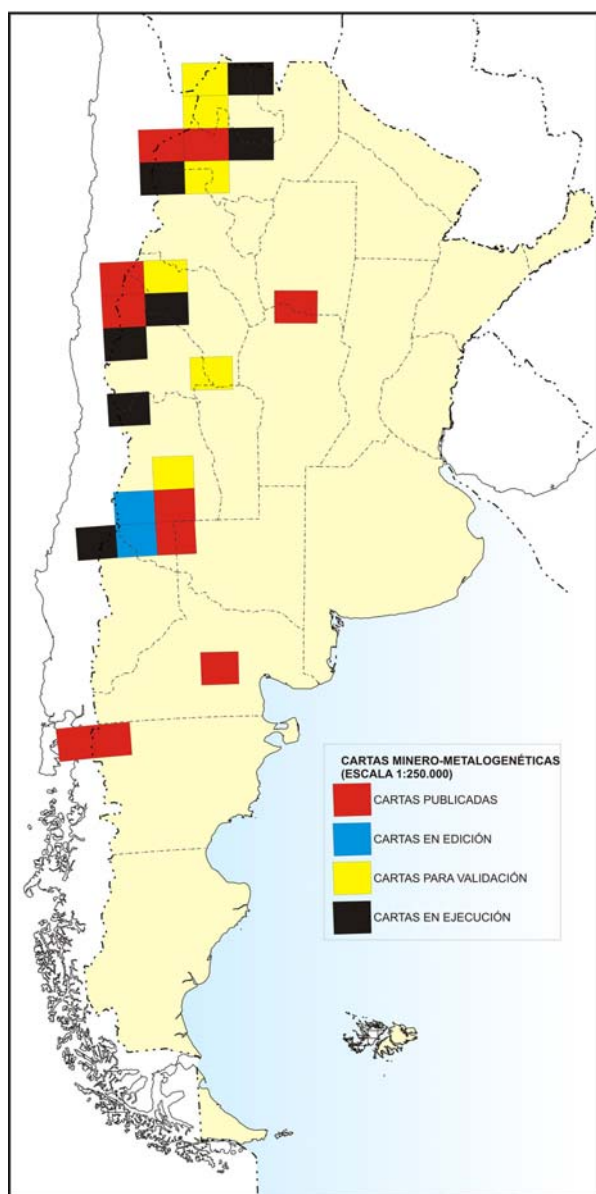 CARTAS MINERO-METALOGENÉTICAS
(ESCALA 1:250.000)
CARTAS PUBLICADAS
CARTAS EN EDICIÓN
CARTAS PARA VALIDACIÓN
CARTAS EN EJECUCIÓN